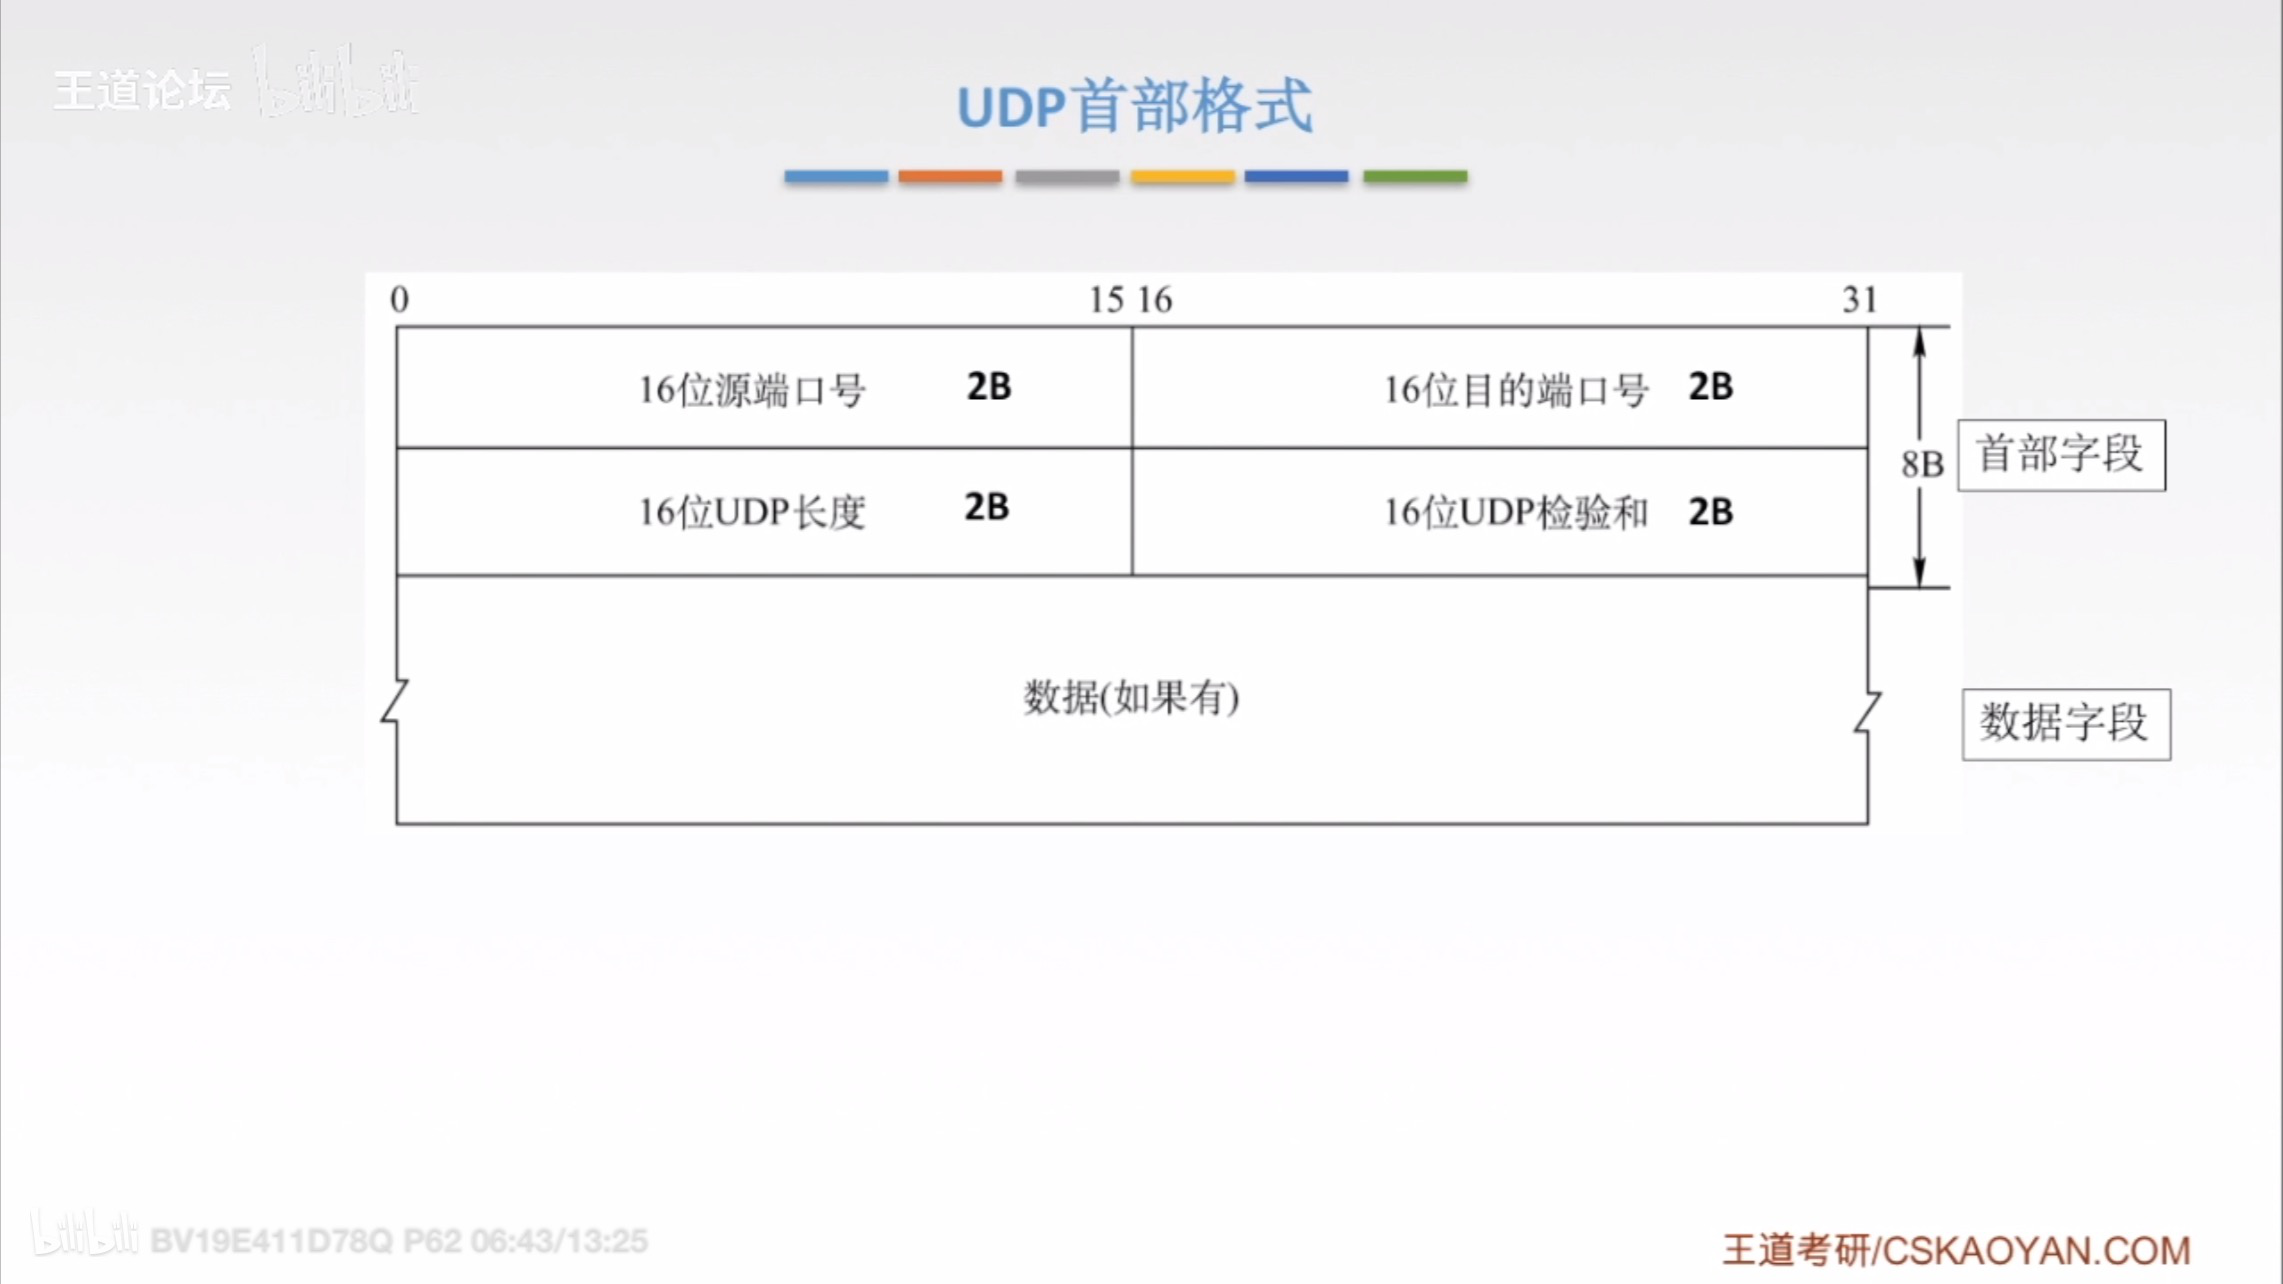 王道论坛 bilibili
UDP首部格式
0 15 16 31
16位源端口号 2B 16位目的端口号 2B
8B 首部字段
16位UDP长度 2B 16位UDP检验和 2B
数据(如果有) 数据字段
bilibili BV19E411D78Q P62 06:43/13:25
王道考研/CSKAOYAN.COM